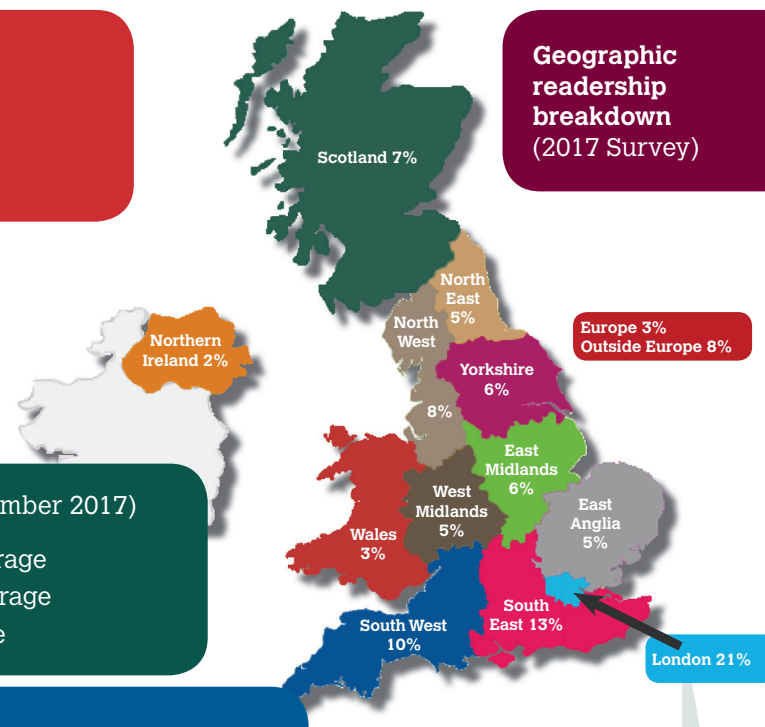 Geographic
readership
breakdown
(2017 Survey)
Scotland 7%
North
East
5%
North
West
8%
Northern
Ireland 2%
Europe 3%
Outside Europe 8%
Yorkshire
6%
East
Midlands
6%
West
Midlands
5%
East
Anglia
5%
Wales
3%
South West
10%
South
East 13%
London 21%
2017)